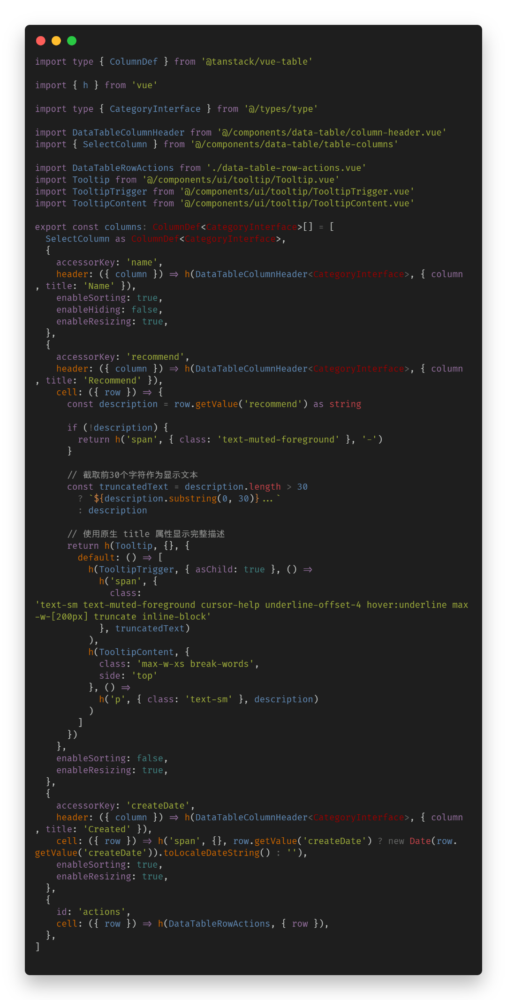 import type { ColumnDef } from '@tanstack/vue-table'

import { h } from 'vue'

import type { CategoryInterface } from '@/types/type'

import DataTableColumnHeader from '@/components/data-table/column-header.vue'
import { SelectColumn } from '@/components/data-table/table-columns'

import DataTableRowActions from './data-table-row-actions.vue'
import Tooltip from '@/components/ui/tooltip/Tooltip.vue'
import TooltipTrigger from '@/components/ui/tooltip/TooltipTrigger.vue'
import TooltipContent from '@/components/ui/tooltip/TooltipContent.vue'

export const columns: ColumnDef<CategoryInterface>[] = [
  SelectColumn as ColumnDef<CategoryInterface>,
  {
    accessorKey: 'name',
    header: ({ column }) => h(DataTableColumnHeader<CategoryInterface>, { column
, title: 'Name' }),
    enableSorting: true,
    enableHiding: false,
    enableResizing: true,
  },
  {
    accessorKey: 'recommend',
    header: ({ column }) => h(DataTableColumnHeader<CategoryInterface>, { column
, title: 'Recommend' }),
    cell: ({ row }) => {
      const description = row.getValue('recommend') as string

      if (!description) {
        return h('span', { class: 'text-muted-foreground' }, '-')
      }

      // 截取前30个字符作为显示文本
      const truncatedText = description.length > 30
        ? `${description.substring(0, 30)}...`
        : description

      // 使用原生 title 属性显示完整描述
      return h(Tooltip, {}, {
        default: () => [
          h(TooltipTrigger, { asChild: true }, () =>
            h('span', {
              class:
'text-sm text-muted-foreground cursor-help underline-offset-4 hover:underline max
-w-[200px] truncate inline-block'
            }, truncatedText)
          ),
          h(TooltipContent, {
            class: 'max-w-xs break-words',
            side: 'top'
          }, () =>
            h('p', { class: 'text-sm' }, description)
          )
        ]
      })
    },
    enableSorting: false,
    enableResizing: true,
  },
  {
    accessorKey: 'createDate',
    header: ({ column }) => h(DataTableColumnHeader<CategoryInterface>, { column
, title: 'Created' }),
    cell: ({ row }) => h('span', {}, row.getValue('createDate') ? new Date(row.
getValue('createDate')).toLocaleDateString() : ''),
    enableSorting: true,
    enableResizing: true,
  },
  {
    id: 'actions',
    cell: ({ row }) => h(DataTableRowActions, { row }),
  },
]